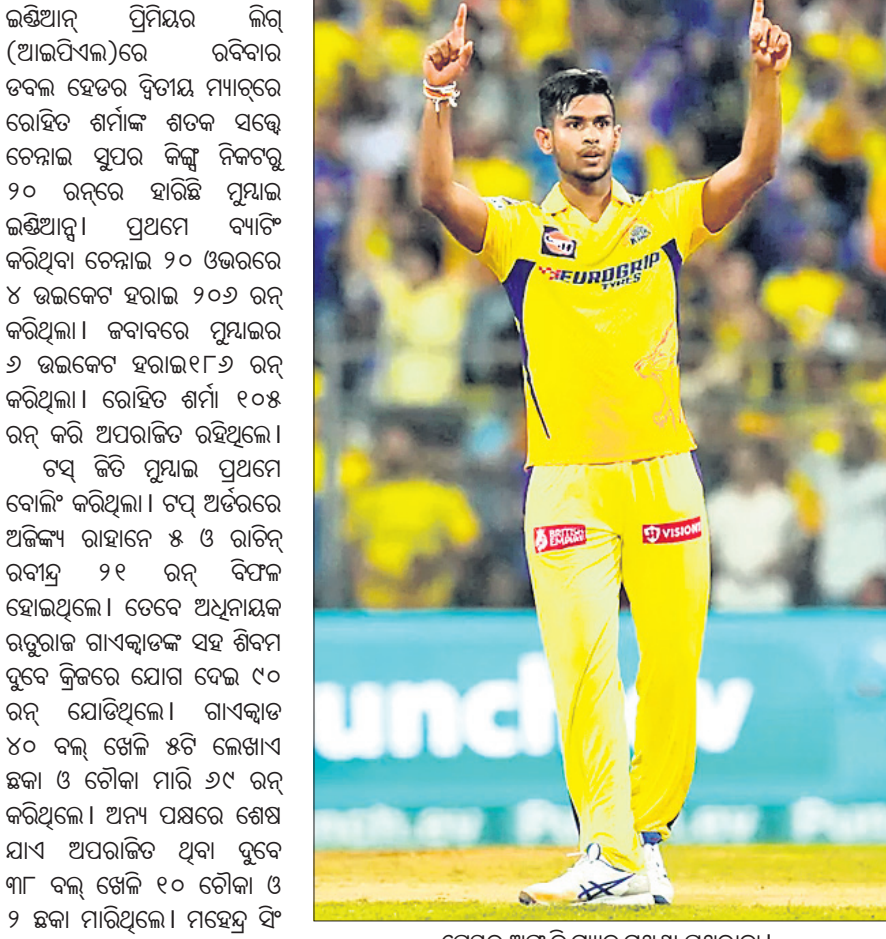 ଇଣ୍ଡିଆନ୍ ପ୍ରିମିୟର ଲିଗ୍
(ଆଇପିଏଲ)ରେ ରବିବାର
ଡବଲ ହେଡର ଦ୍ୱିତୀୟ ମ୍ୟାଚ୍‌ରେ
ରୋହିତ ଶର୍ମାଙ୍କ ଶତକ ସତ୍ତ୍ୱେ
ଚେନ୍ନାଇ ସୁପର କିଙ୍ଗ୍ସ ନିକଟରୁ
୨୦ ରନ୍‌ରେ ହାରିଛି ମୁମ୍ବାଇ
ଇଣ୍ଡିଆନ୍ସ। ପ୍ରଥମେ ବ୍ୟାଟିଂ
କରିଥିବା ଚେନ୍ନାଇ ୨୦ ଓଭରରେ
୪ ଉଇକେଟ ହରାଇ ୨୦୬ ରନ୍
କରିଥିଲା। ଜବାବରେ ମୁମ୍ବାଇର
୬ ଉଇକେଟ ହରାଇ୧୮୬ ରନ୍
କରିଥିଲା। ରୋହିତ ଶର୍ମା ୧୦୫
ରନ୍ କରି ଅପରାଜିତ ରହିଥିଲେ।
ଟସ୍ ଜିତି ମୁମ୍ବାଇ ପ୍ରଥମେ
ବୋଲିଂ କରିଥିଲା। ଟପ୍ ଅର୍ଡରରେ
ଅଜିଙ୍କ୍ୟ ରାହାନେ ୫ ଓ ରାଚିନ୍
ରବୀନ୍ଦ୍ର ୨୧ ରନ୍ ବିଫଳ
ହୋଇଥିଲେ। ତେବେ ଅଧିନାୟକ
ଋତୁରାଜ ଗାଏକ୍ୱାଡଙ୍କ ସହ ଶିବମ
ଦୁବେ କ୍ରିଜରେ ଯୋଗ ଦେଇ ୯୦
ରନ୍ ଯୋଡିଥିଲେ। ଗାଏକ୍ୱାଡ
୪୦ ବଲ୍ ଖେଳି ୫ଟି ଲେଖାଏ
ଛକା ଓ ଚୌକା ମାରି ୬୯ ରନ୍
କରିଥିଲେ। ଅନ୍ୟ ପକ୍ଷରେ ଶେଷ
ଯାଏ ଅପରାଜିତ ଥିବା ଦୁବେ
୩୮ ବଲ୍ ଖେଳି ୧୦ ଚୌକା ଓ
୨ ଛକା ମାରିଥିଲେ। ମହେନ୍ଦ୍ର ସିଂ
EUROGRIP
TYRES
BRITISH
EMPIRE
VISION
unch